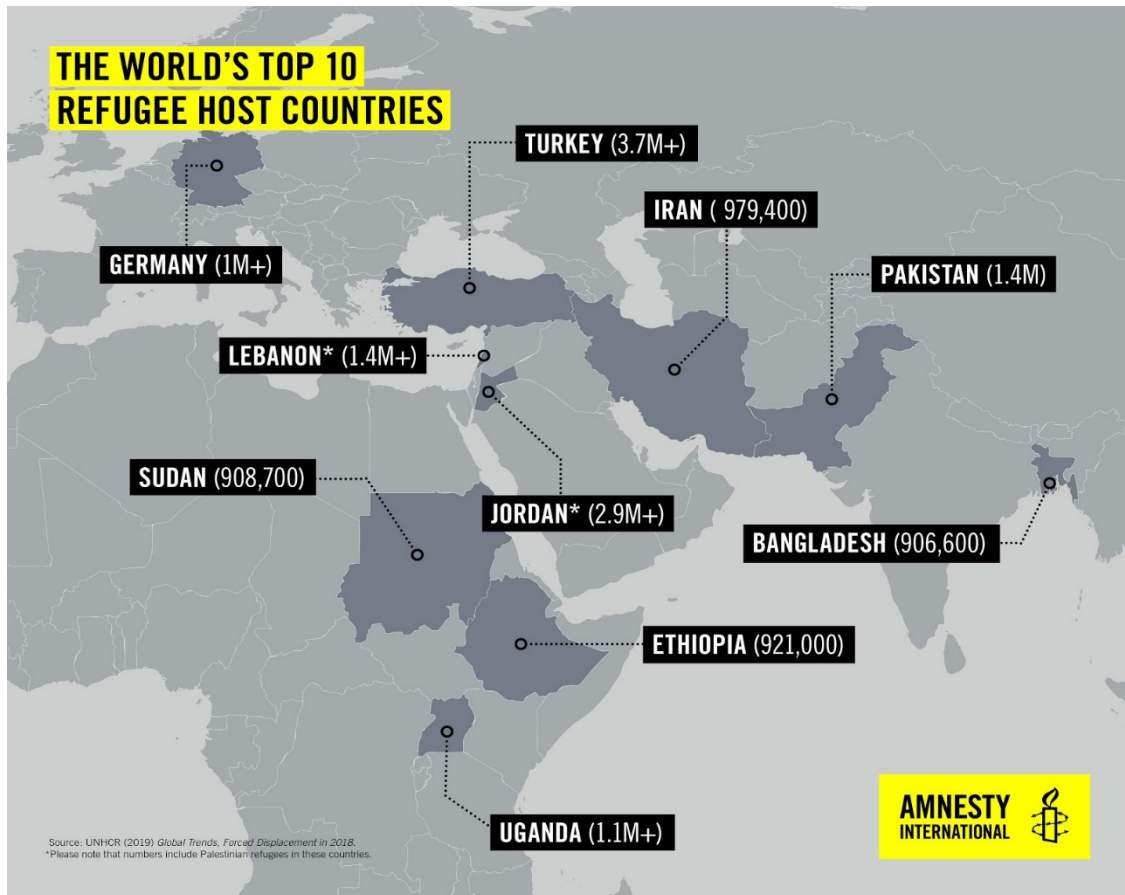 THE WORLD'S TOP 10
REFUGEE HOST COUNTRIES
TURKEY (3.7M+)
IRAN ( 979,400)
GERMANY (1M+)
PAKISTAN (1.4M)
LEBANON* (1.4M+)
SUDAN (908,700)
JORDAN* (2.9M+)
BANGLADESH (906,600)
ETHIOPIA (921,000)
UGANDA (1.1M+)
AMNESTY
INTERNATIONAL
Source: UNHCR (2019) Global Trends, Forced Displacement in 2018.
*Please note that numbers include Palestinian refugees in these countries.